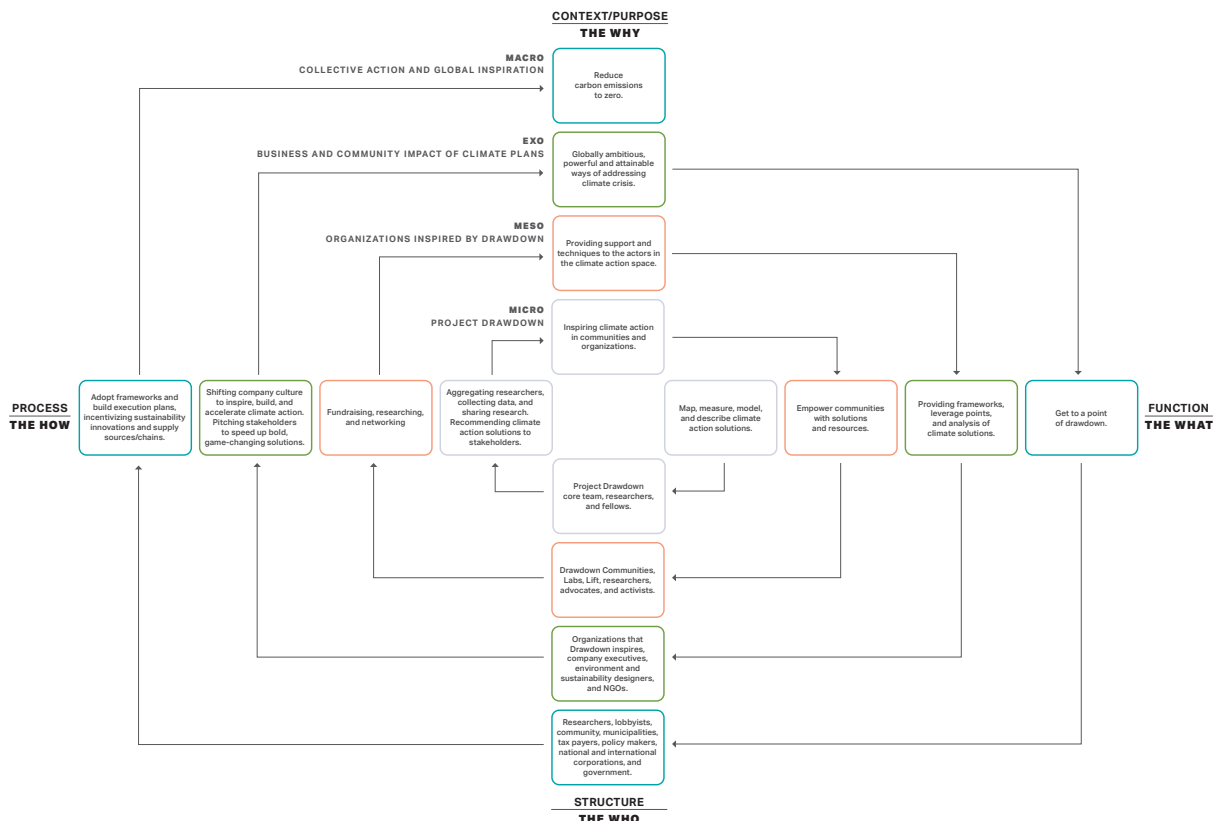 CONTEXT/PURPOSE
THE WHY
MACRO
COLLECTIVE ACTION AND GLOBAL INSPIRATION
Reduce
carbon emissions
to zero.
EXO
BUSINESS AND COMMUNITY IMPACT OF CLIMATE PLANS
Globally ambitious,
powerful and attainable
ways of addressing
climate crisis.
MESO
ORGANIZATIONS INSPIRED BY DRAWDOWN
Providing support and
techniques to the actors in
the climate action space.
MICRO
PROJECT DRAWDOWN
Inspiring climate action
in communities and
organizations.
PROCESS
THE HOW
Adopt frameworks and
build execution plans,
incentivizing sustainability
innovations and supply
sources/chains.
Shifting company culture
to inspire, build, and
accelerate climate action.
Pitching stakeholders
to speed up bold,
game-changing solutions.
Fundraising, researching,
and networking
Aggregating researchers,
collecting data, and
sharing research.
Recommending climate
action solutions to
stakeholders.
Map, measure, model,
and describe climate
action solutions.
Empower communities
with solutions
and resources.
Providing frameworks,
leverage points,
and analysis of
climate solutions.
Get to a point
of drawdown.
FUNCTION
THE WHAT
Project Drawdown
core team, researchers,
and fellows.
Drawdown Communities,
Labs, Lift, researchers,
advocates, and activists.
Organizations that
Drawdown inspires,
company executives,
environment and
sustainability designers,
and NGOs.
Researchers, lobbyists,
community, municipalities,
tax payers, policy makers,
national and international
corporations, and
government.
STRUCTURE
THE WHO